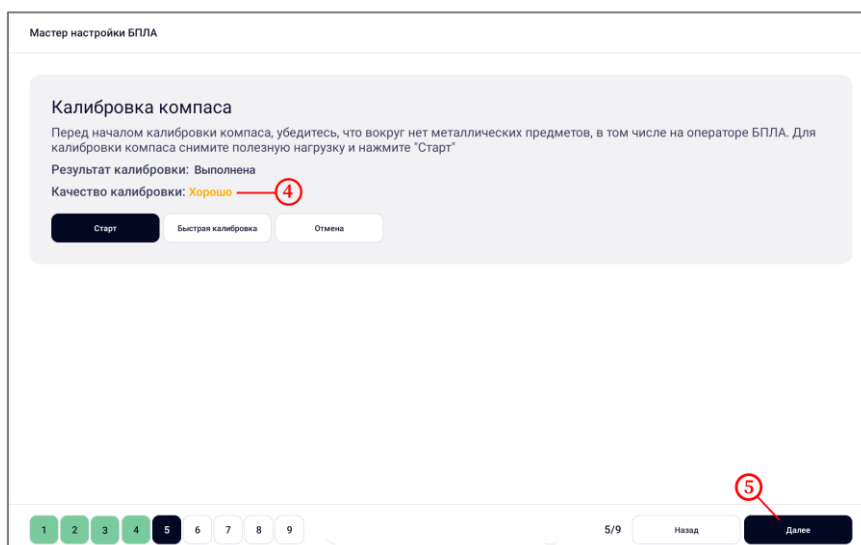 Мастер настройки БПЛА
Калибровка компаса
Перед началом калибровки компаса, убедитесь, что вокруг нет металлических предметов, в том числе на операторе БПЛА. Для
калибровки компаса снимите полезную нагрузку и нажмите "Старт"
Результат калибровки: Выполнена
Качество калибровки: Хорошо 4
Старт Быстрая калибровка Отмена
5
1 2 3 4 5 6 7 8 9 5/9 Назад Далее